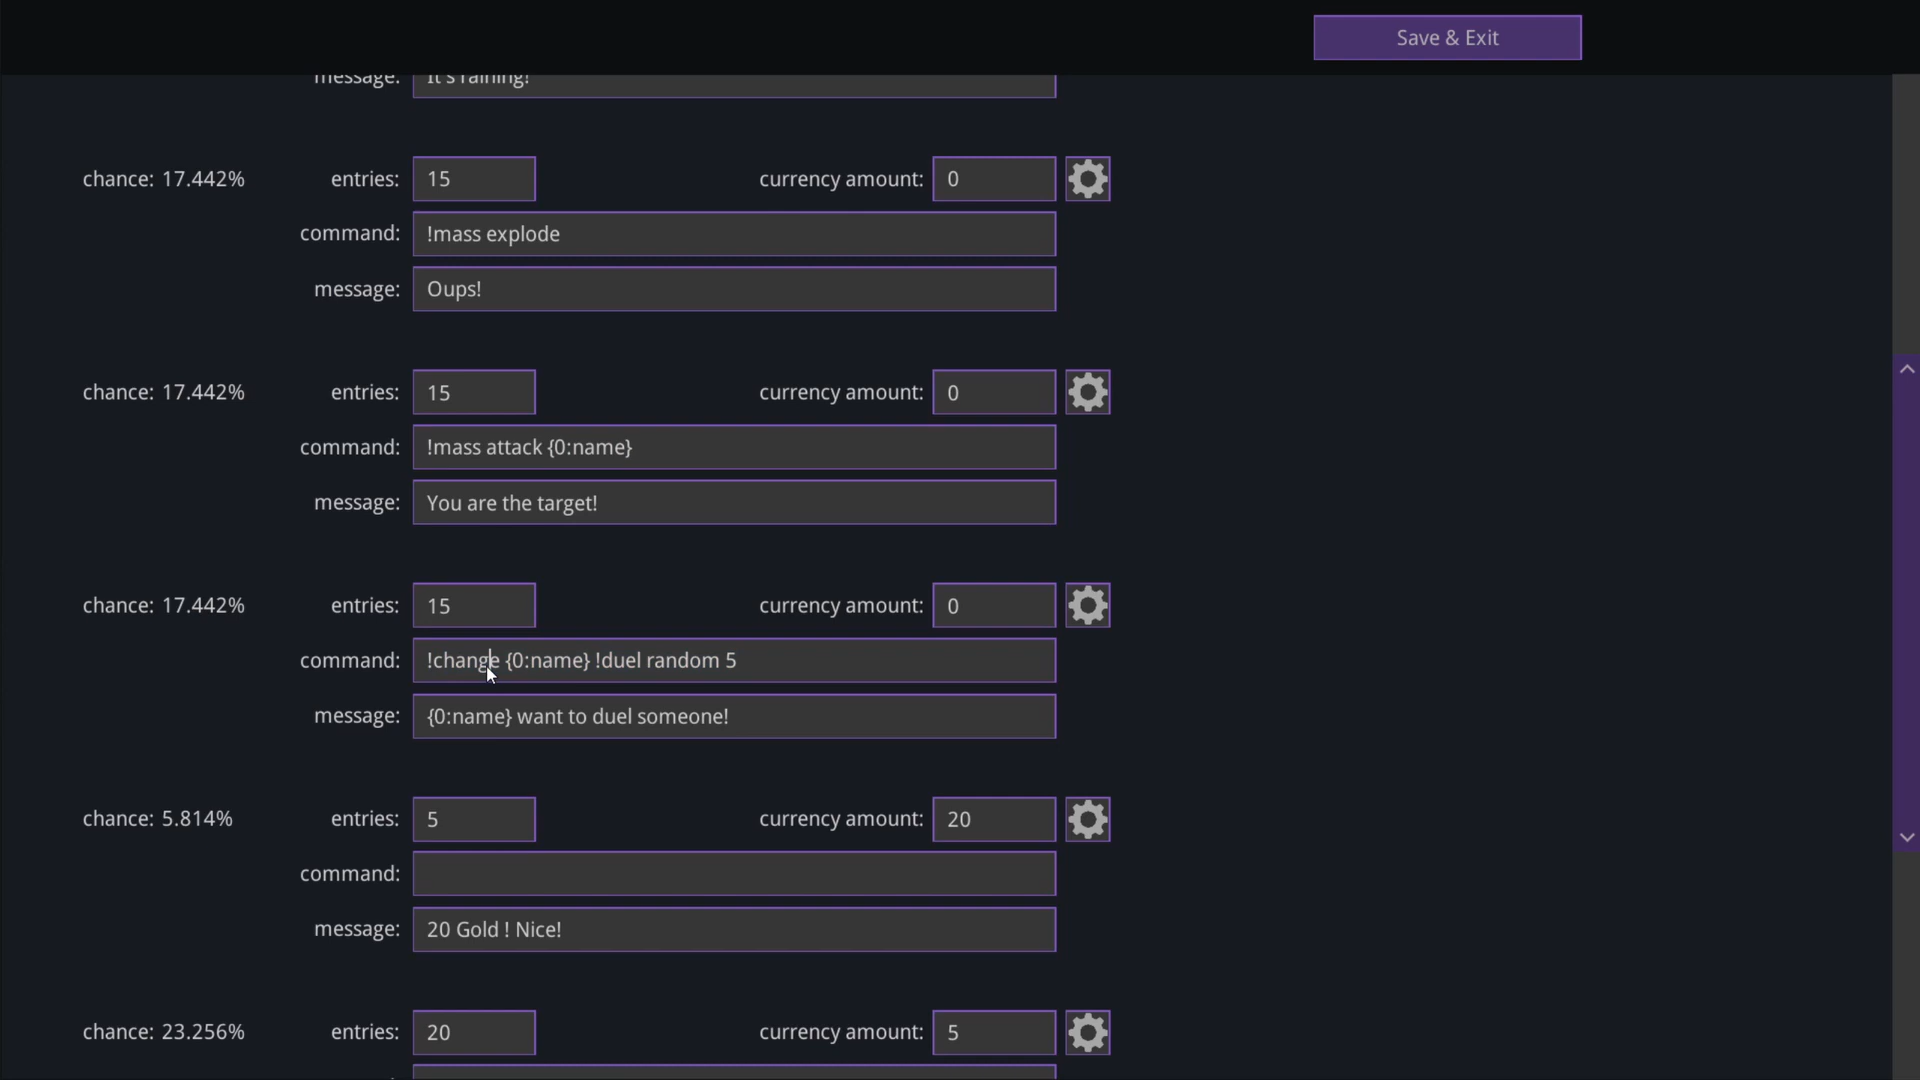 Save & Exit
message: It's raining!
chance: 17.442% entries: 15 currency amount: 0
command: !mass explode
message: Oups!
chance: 17.442% entries: 15 currency amount: 0
command: !mass attack {0:name}
message: You are the target!
chance: 17.442% entries: 15 currency amount: 0
command: !change {0:name} !duel random 5
message: {0:name} want to duel someone!
chance: 5.814% entries: 5 currency amount: 20
command:
message: 20 Gold ! Nice!
chance: 23.256% entries: 20 currency amount: 5